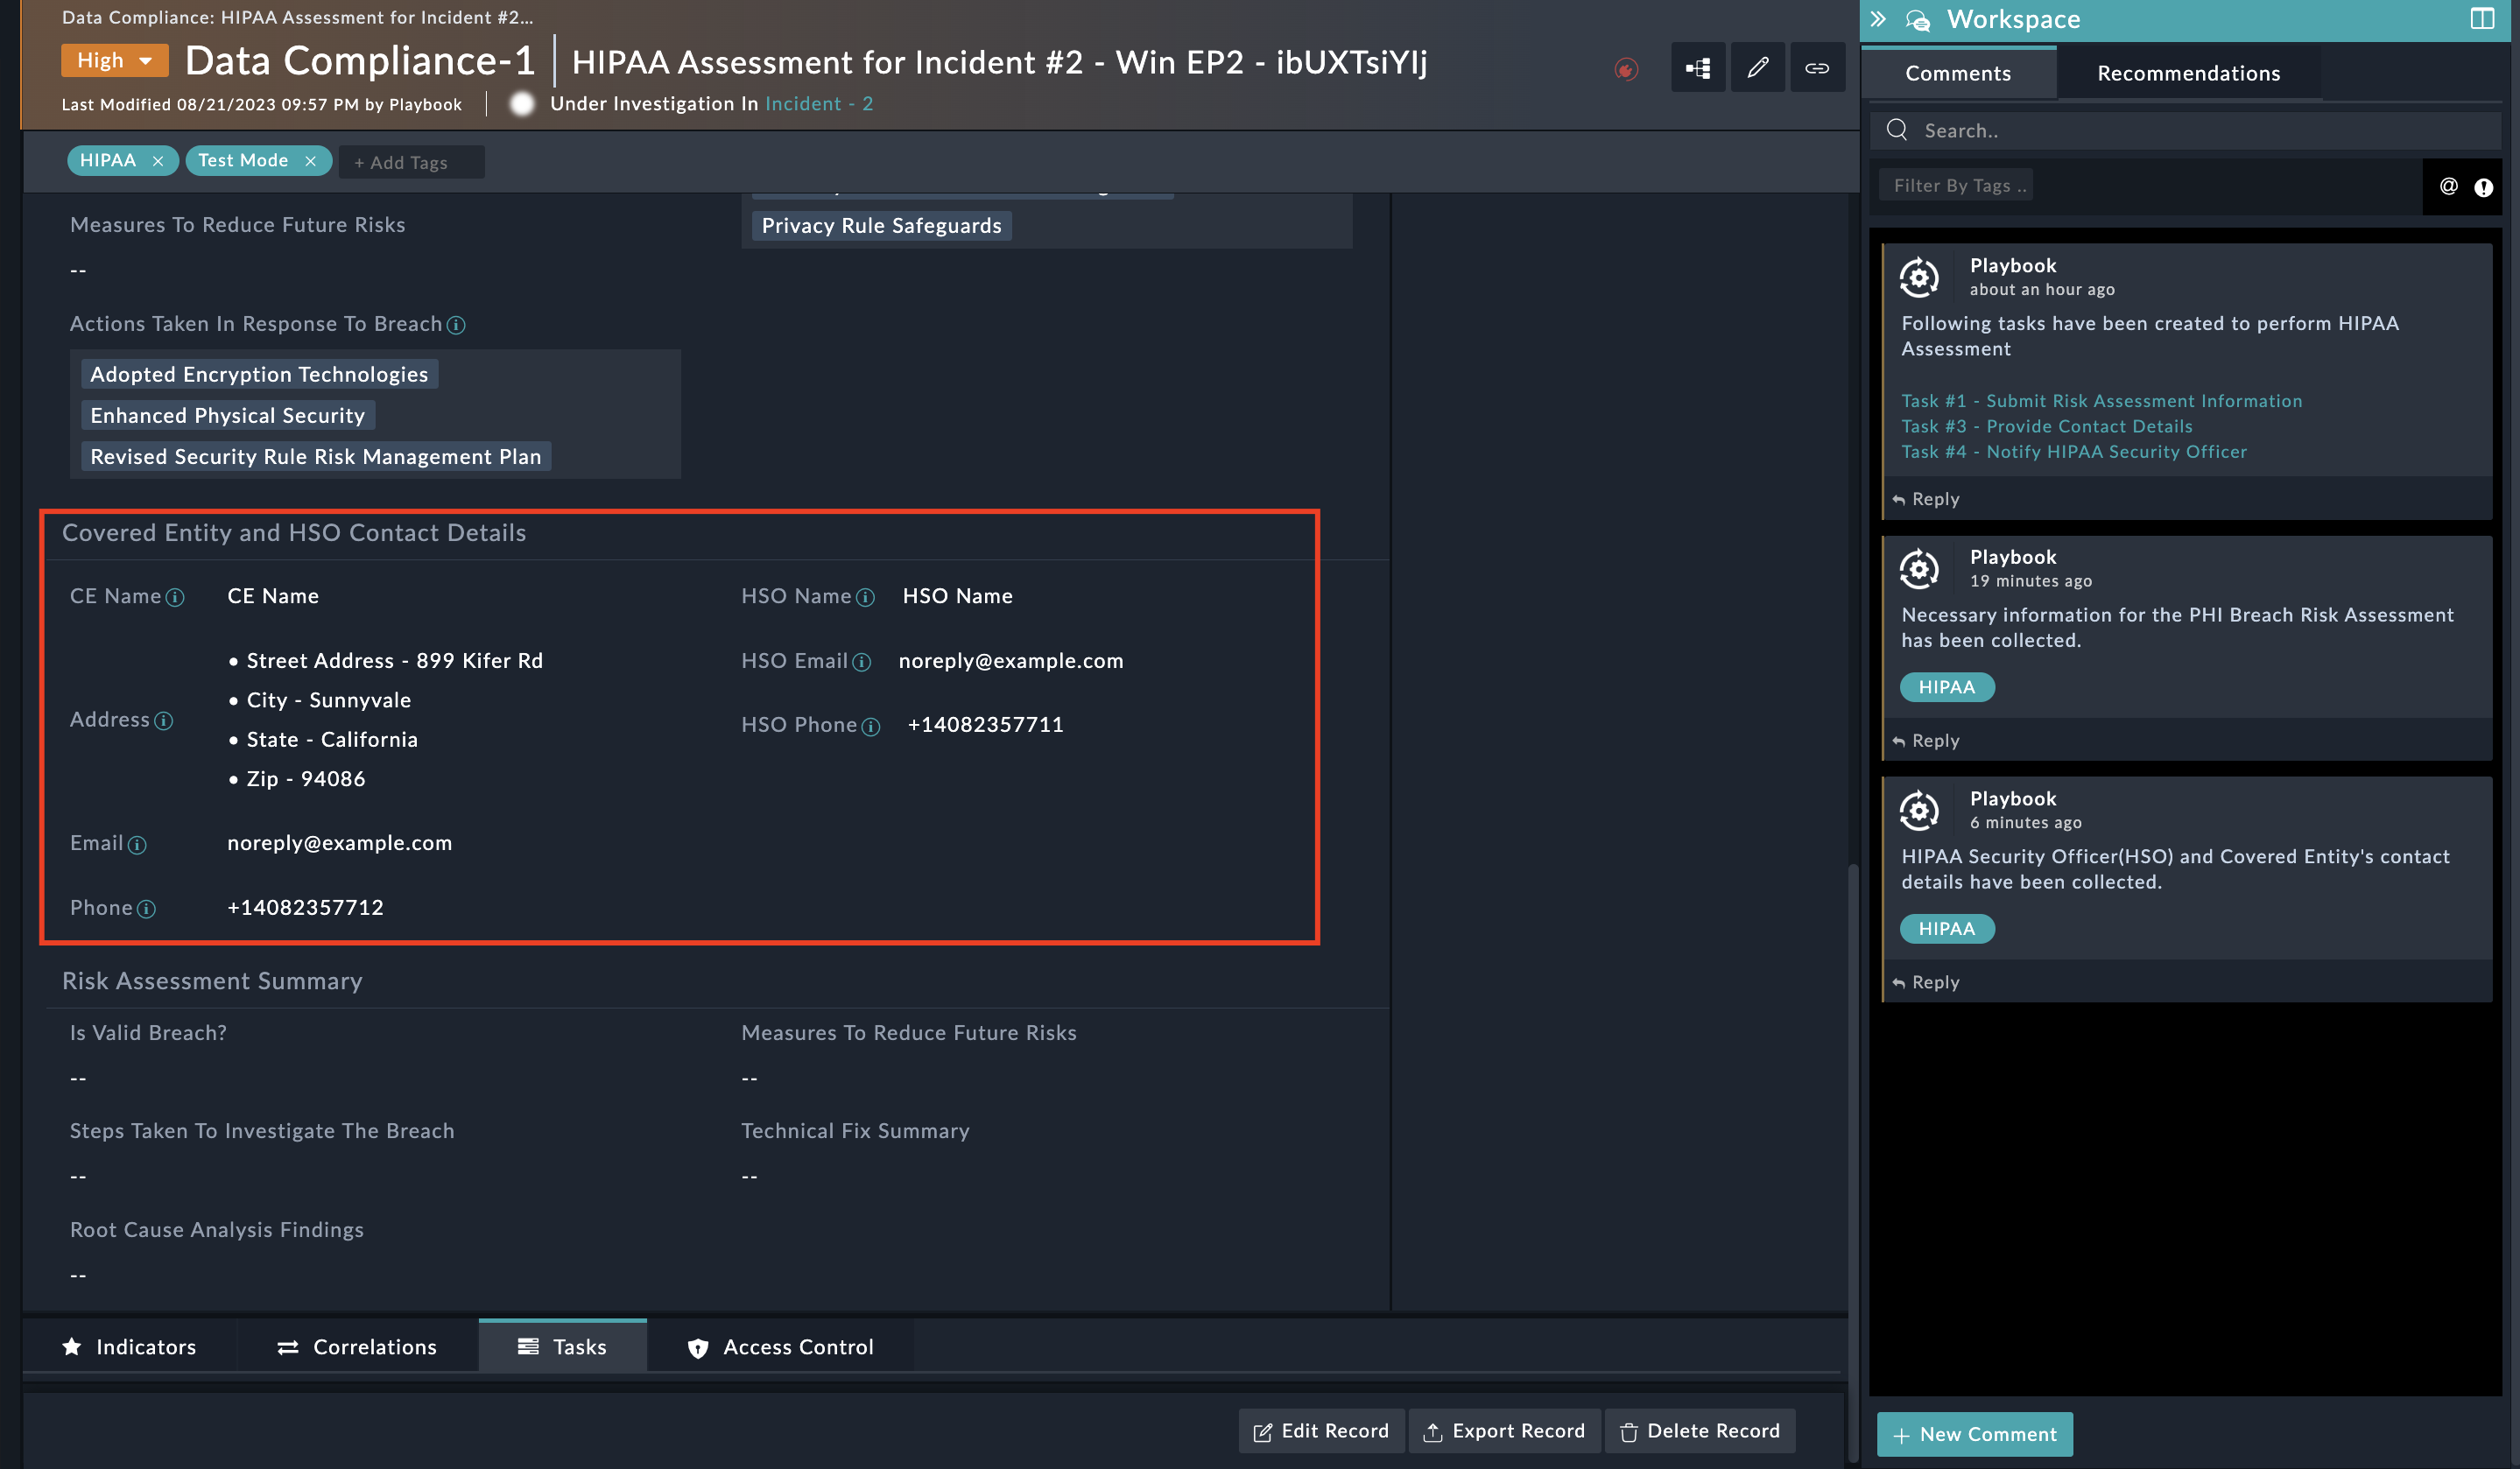 Data Compliance: HIPAA Assessment for Incident #2...
High
Data Compliance-1
HIPAA Assessment for Incident #2 - Win EP2 - ibUXTsiYIj
Last Modified 08/21/2023 09:57 PM by Playbook
Under Investigation In Incident - 2
HIPAA ×
Test Mode ×
+ Add Tags
Privacy Rule Safeguards
Measures To Reduce Future Risks
--
Actions Taken In Response To Breach
Adopted Encryption Technologies
Enhanced Physical Security
Revised Security Rule Risk Management Plan
Covered Entity and HSO Contact Details
CE Name
CE Name
Address
• Street Address - 899 Kifer Rd
• City - Sunnyvale
• State - California
• Zip - 94086
Email
noreply@example.com
Phone
+14082357712
HSO Name
HSO Name
HSO Email
noreply@example.com
HSO Phone
+14082357711
Risk Assessment Summary
Is Valid Breach?
--
Measures To Reduce Future Risks
--
Steps Taken To Investigate The Breach
--
Technical Fix Summary
--
Root Cause Analysis Findings
--
Indicators
Correlations
Tasks
Access Control
Edit Record
Export Record
Delete Record
Workspace
Comments
Recommendations
Search..
Filter By Tags ..
@
Playbook
about an hour ago
Following tasks have been created to perform HIPAA
Assessment
Task #1 - Submit Risk Assessment Information
Task #3 - Provide Contact Details
Task #4 - Notify HIPAA Security Officer
Reply
Playbook
19 minutes ago
Necessary information for the PHI Breach Risk Assessment
has been collected.
HIPAA
Reply
Playbook
6 minutes ago
HIPAA Security Officer(HSO) and Covered Entity's contact
details have been collected.
HIPAA
Reply
+ New Comment